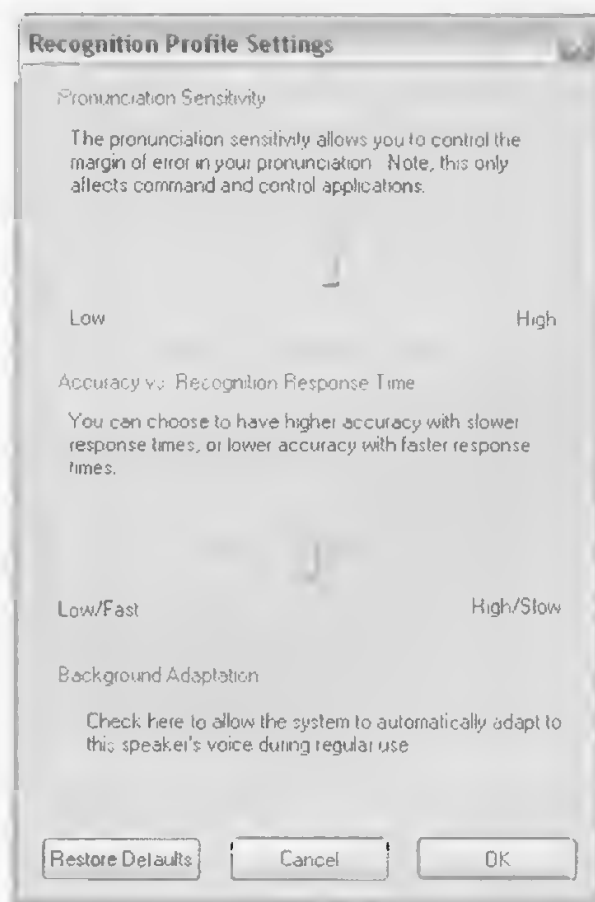 Recognition Profile Settings
Pronunciation Sensitivity
The pronunciation sensitivity allows you to control the
margin of error in your pronunciation. Note, this only
affects command and control applications.
Low High
Accuracy vs. Recognition Response Time
You can choose to have higher accuracy with slower
response times, or lower accuracy with faster response
times.
Low/Fast High/Slow
Background Adaptation
Check here to allow the system to automatically adapt to
this speaker's voice during regular use
Restore Defaults Cancel OK